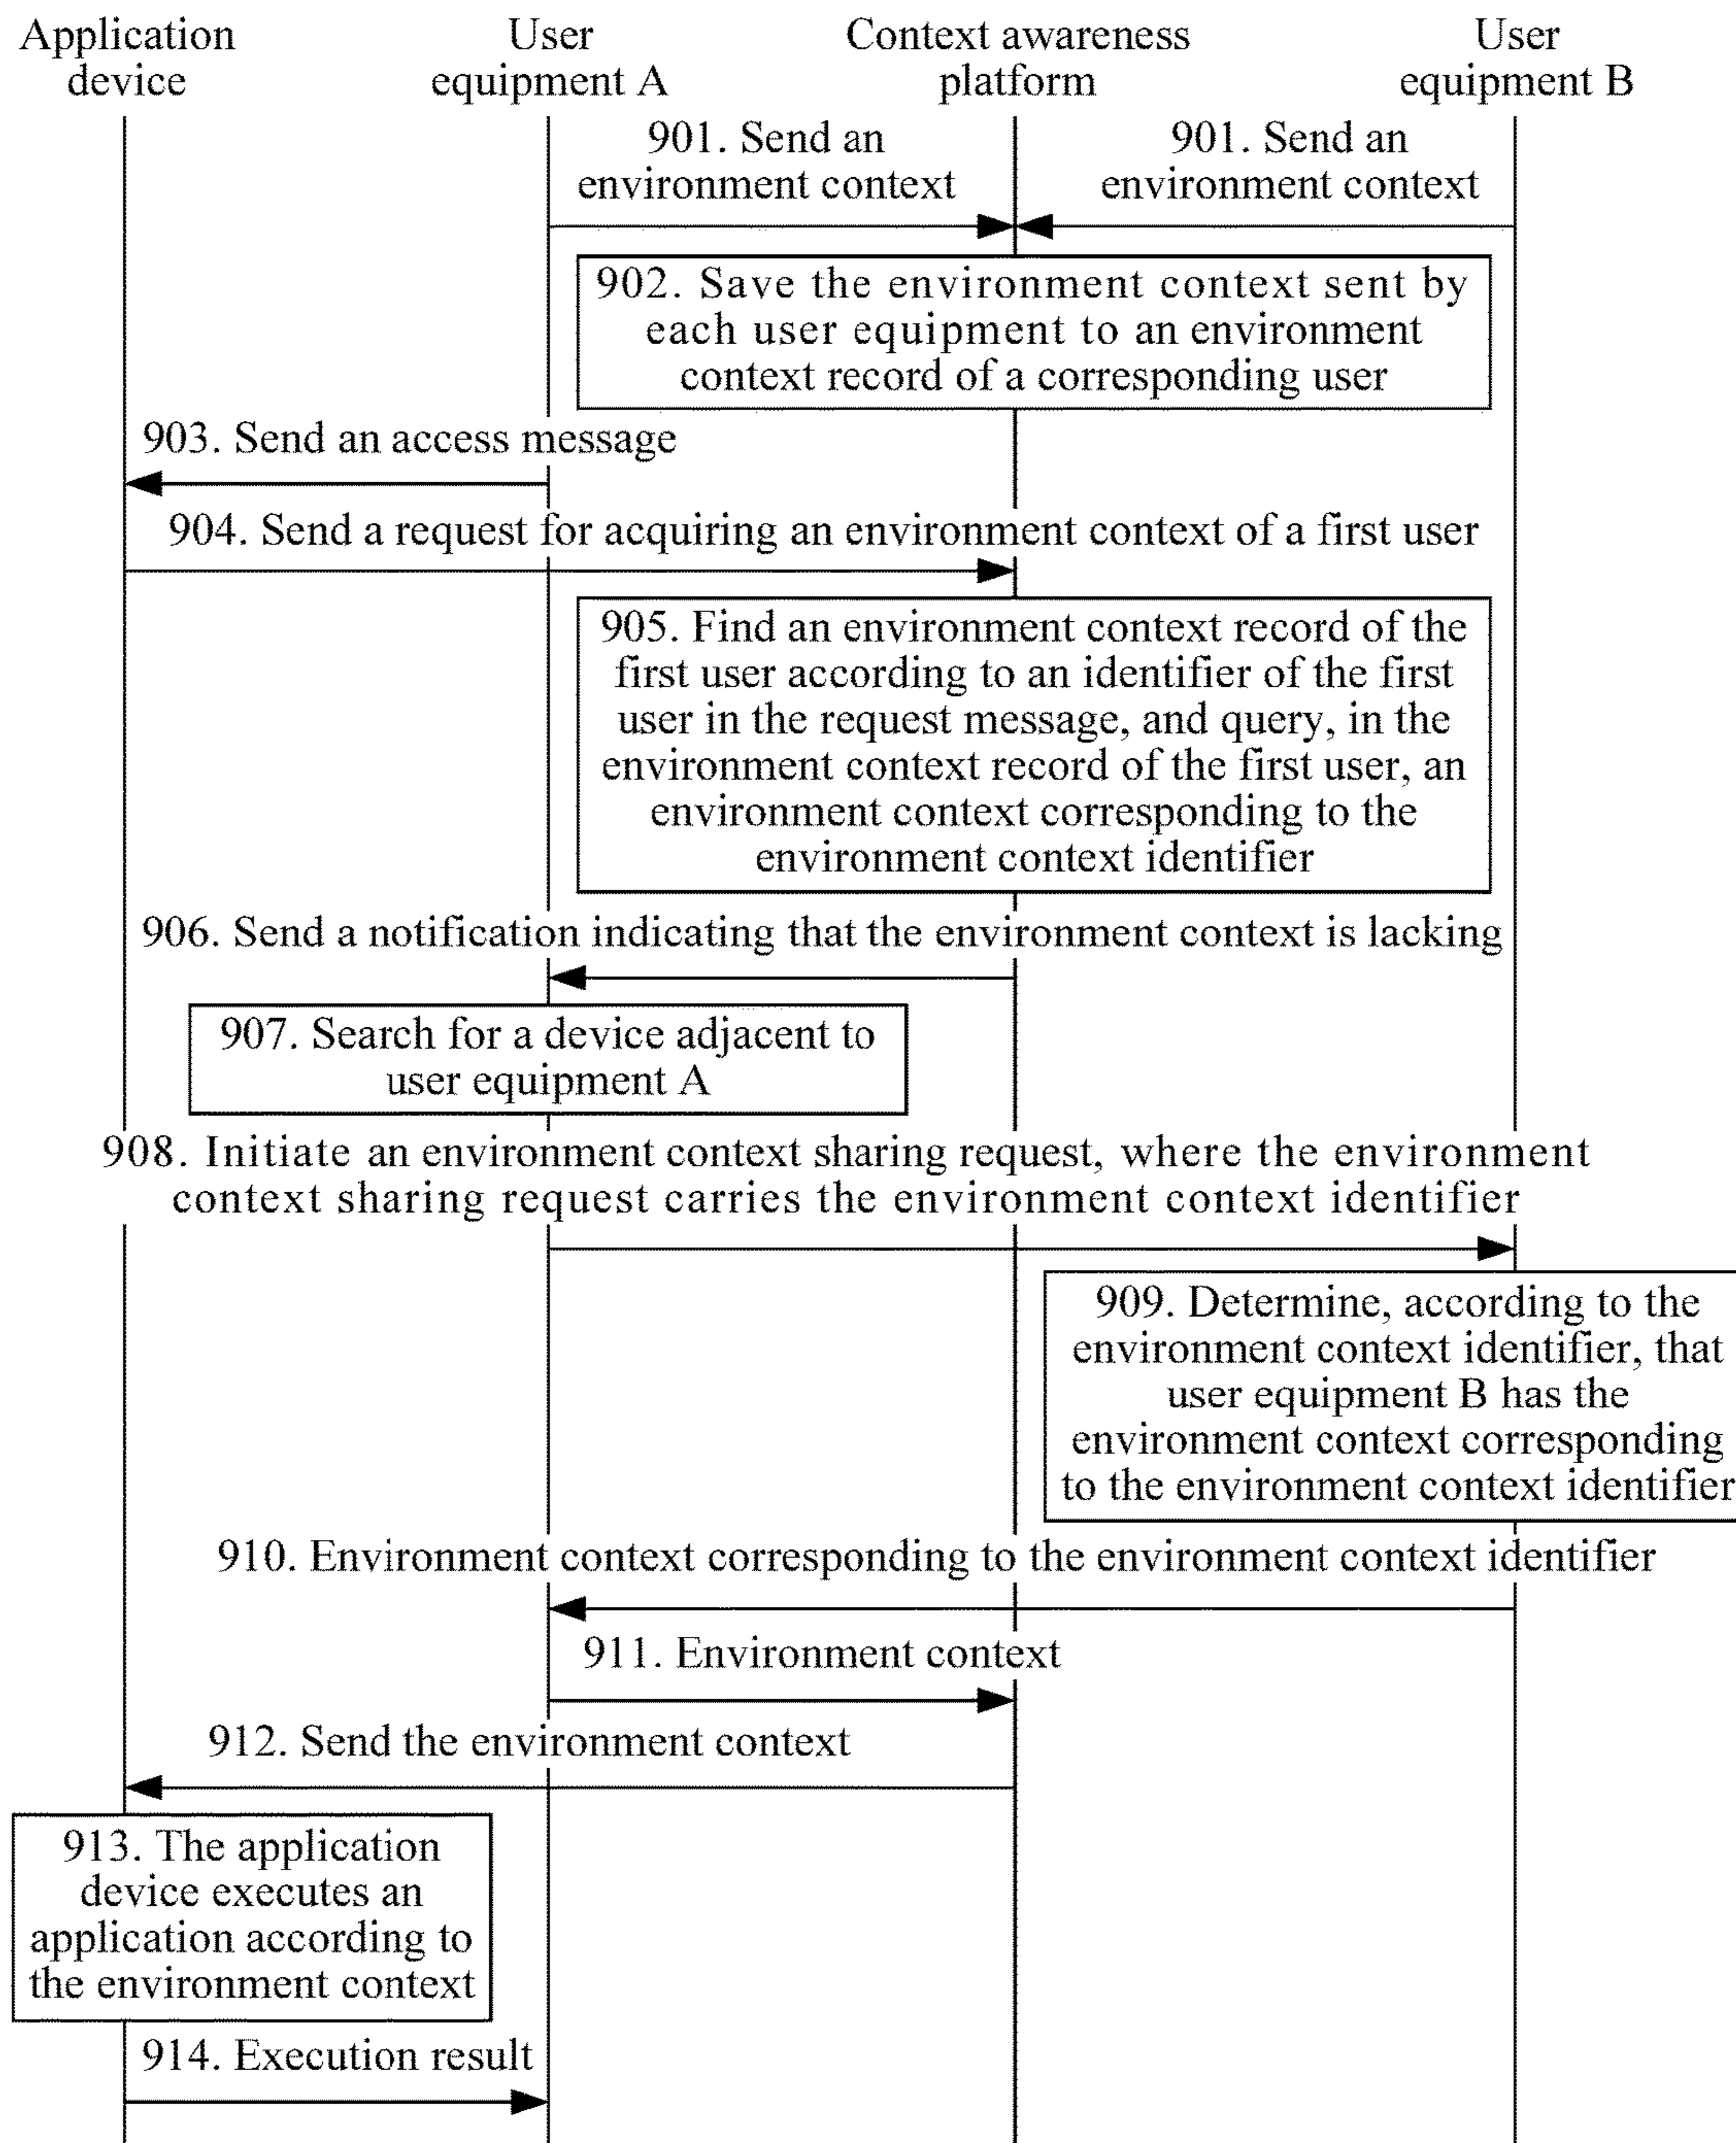 Application
device
User
equipment A
Context awareness
platform
User
equipment B
901. Send an
environment context
901. Send an
environment context
902. Save the environment context sent by
each user equipment to an environment
context record of a corresponding user
903. Send an access message
904. Send a request for acquiring an environment context of a first user
905. Find an environment context record of the
first user according to an identifier of the first
user in the request message, and query, in the
environment context record of the first user, an
environment context corresponding to the
environment context identifier
906. Send a notification indicating that the environment context is lacking
907. Search for a device adjacent to
user equipment A
908. Initiate an environment context sharing request, where the environment
context sharing request carries the environment context identifier
909. Determine, according to the
environment context identifier, that
user equipment B has the
environment context corresponding
to the environment context identifier
910. Environment context corresponding to the environment context identifier
911. Environment context
912. Send the environment context
913. The application
device executes an
application according to
the environment context
914. Execution result